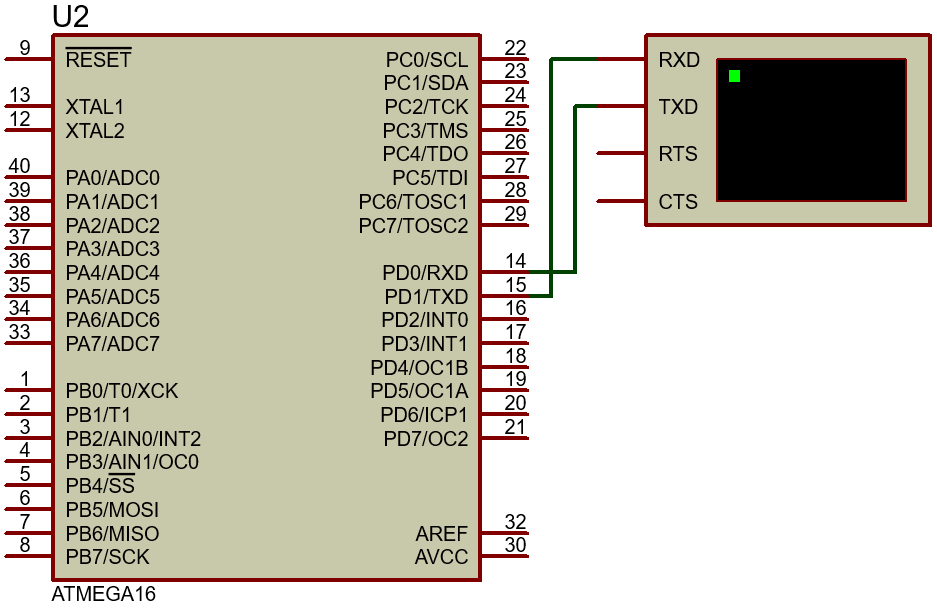 U2
9 RESET PC0/SCL 22
PC1/SDA 23
13 XTAL1 PC2/TCK 24
12 XTAL2 PC3/TMS 25
PC4/TDO 26
40 PA0/ADC0 PC5/TDI 27
39 PA1/ADC1 PC6/TOSC1 28
38 PA2/ADC2 PC7/TOSC2 29
37 PA3/ADC3
36 PA4/ADC4 PD0/RXD 14
35 PA5/ADC5 PD1/TXD 15
34 PA6/ADC6 PD2/INT0 16
33 PA7/ADC7 PD3/INT1 17
PD4/OC1B 18
1 PB0/T0/XCK PD5/OC1A 19
2 PB1/T1 PD6/ICP1 20
3 PB2/AIN0/INT2 PD7/OC2 21
4 PB3/AIN1/OC0
5 PB4/SS
6 PB5/MOSI
7 PB6/MISO AREF 32
8 PB7/SCK AVCC 30
ATMEGA16
RXD
TXD
RTS
CTS